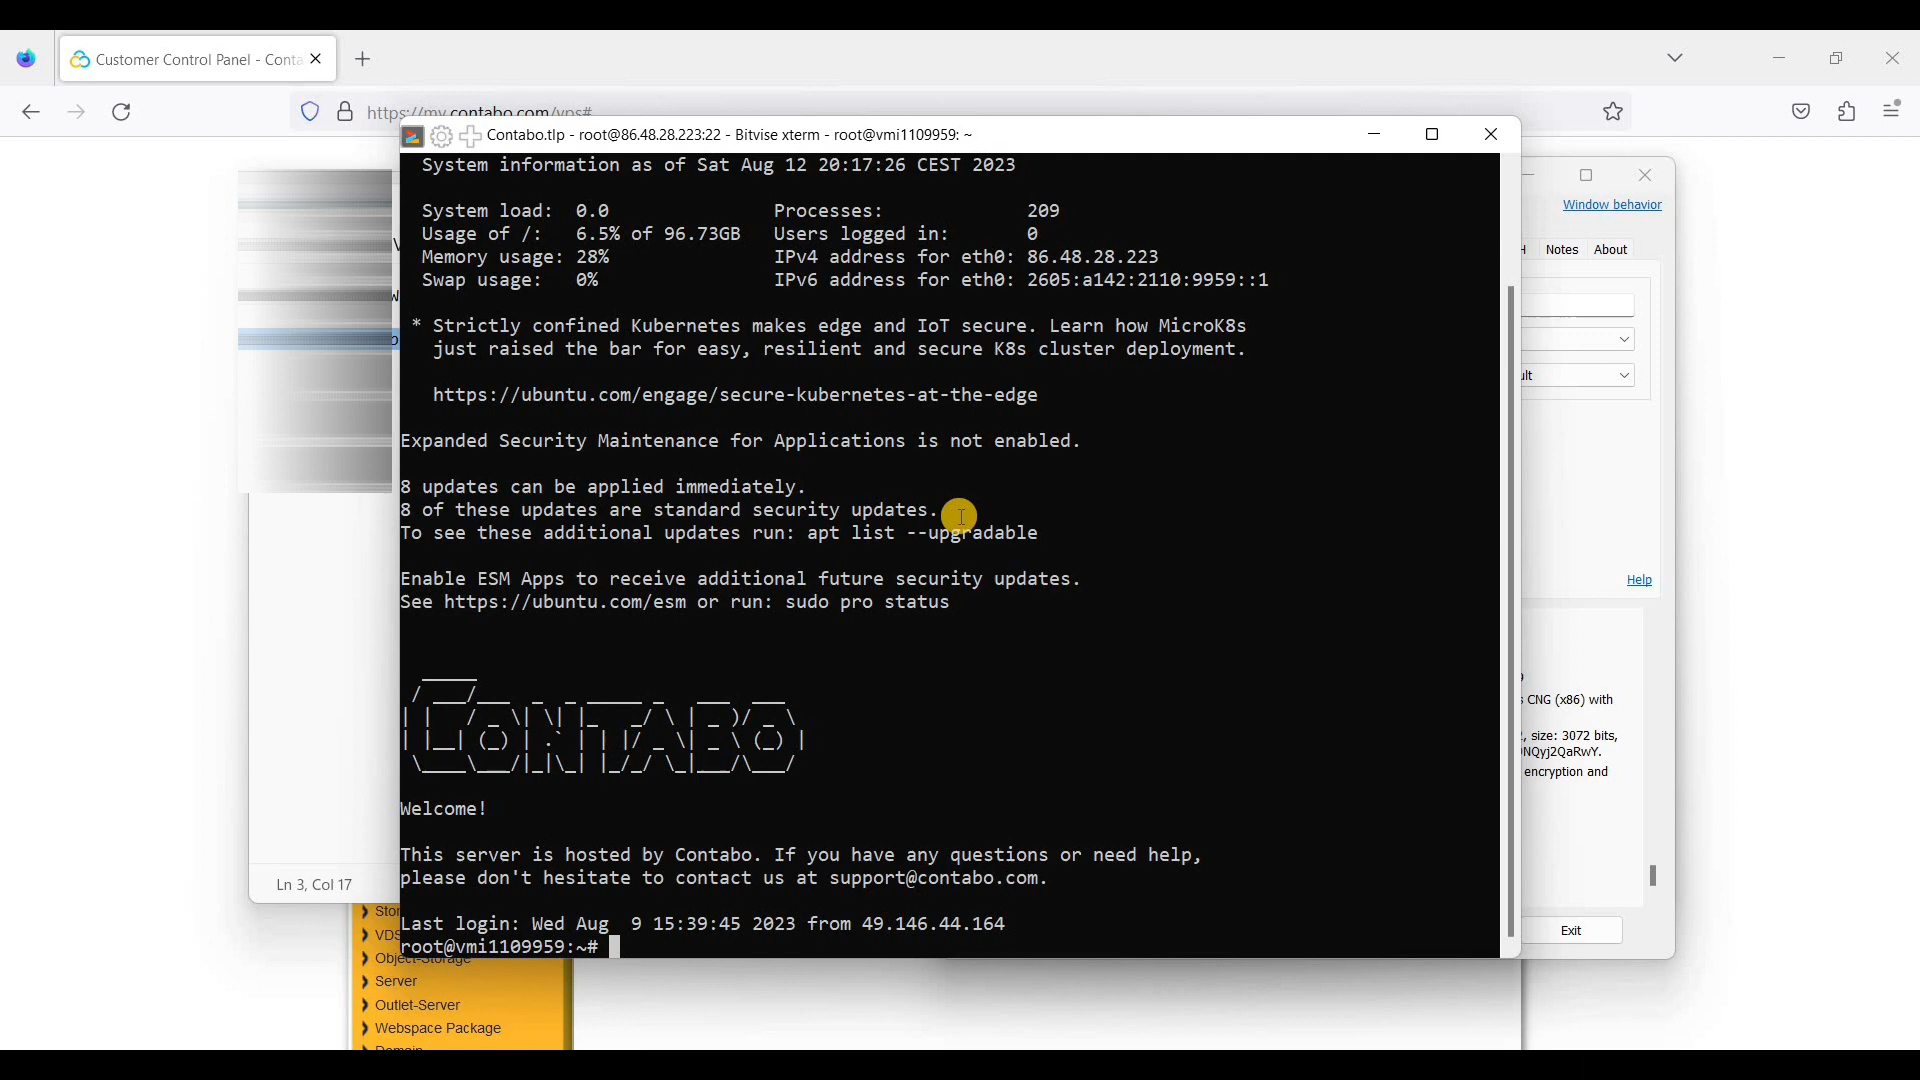 Customer Control Panel - Conta
https://my.contabo.com/vps#
Contabo.tlp - root@86.48.28.223:22 - Bitvise xterm - root@vmi1109959: ~
System information as of Sat Aug 12 20:17:26 CEST 2023
System load: 0.0 Processes: 209
Usage of /: 6.5% of 96.73GB Users logged in: 0
Memory usage: 28% IPv4 address for eth0: 86.48.28.223
Swap usage: 0% IPv6 address for eth0: 2605:a142:2110:9959::1
* Strictly confined Kubernetes makes edge and IoT secure. Learn how MicroK8s
just raised the bar for easy, resilient and secure K8s cluster deployment.
https://ubuntu.com/engage/secure-kubernetes-at-the-edge
Expanded Security Maintenance for Applications is not enabled.
8 updates can be applied immediately.
8 of these updates are standard security updates.
To see these additional updates run: apt list --upgradable
Enable ESM Apps to receive additional future security updates.
See https://ubuntu.com/esm or run: sudo pro status
CONTABO
Welcome!
This server is hosted by Contabo. If you have any questions or need help,
please don't hesitate to contact us at support@contabo.com.
Last login: Wed Aug  9 15:39:45 2023 from 49.146.44.164
root@vmi1109959:~#
Window behavior
H Notes About
ult
Help
9
s CNG (x86) with
2, size: 3072 bits,
NQyj2QaRwY.
encryption and
Exit
Ln 3, Col 17
Stor
VDS
Object-Storage
Server
Outlet-Server
Webspace Package
Domain